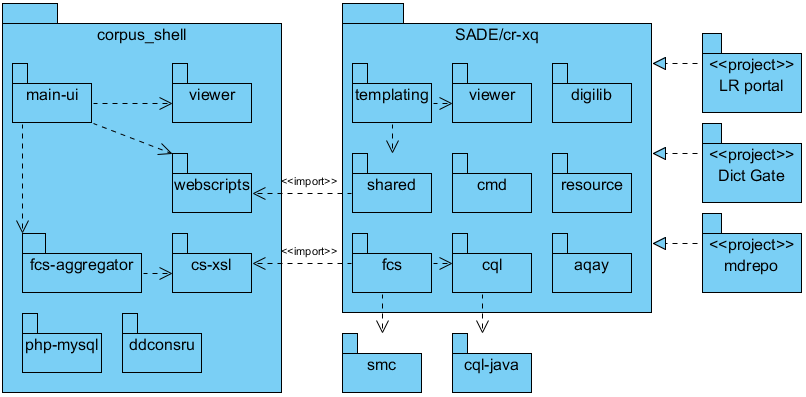 corpus_shell
main-ui
viewer
webscripts
fcs-aggregator
cs-xsl
php-mysql
ddconsru
<<import>>
<<import>>
SADE/cr-xq
templating
viewer
digilib
shared
cmd
resource
fcs
cql
aqay
smc
cql-java
<<project>>
LR portal
<<project>>
Dict Gate
<<project>>
mdrepo